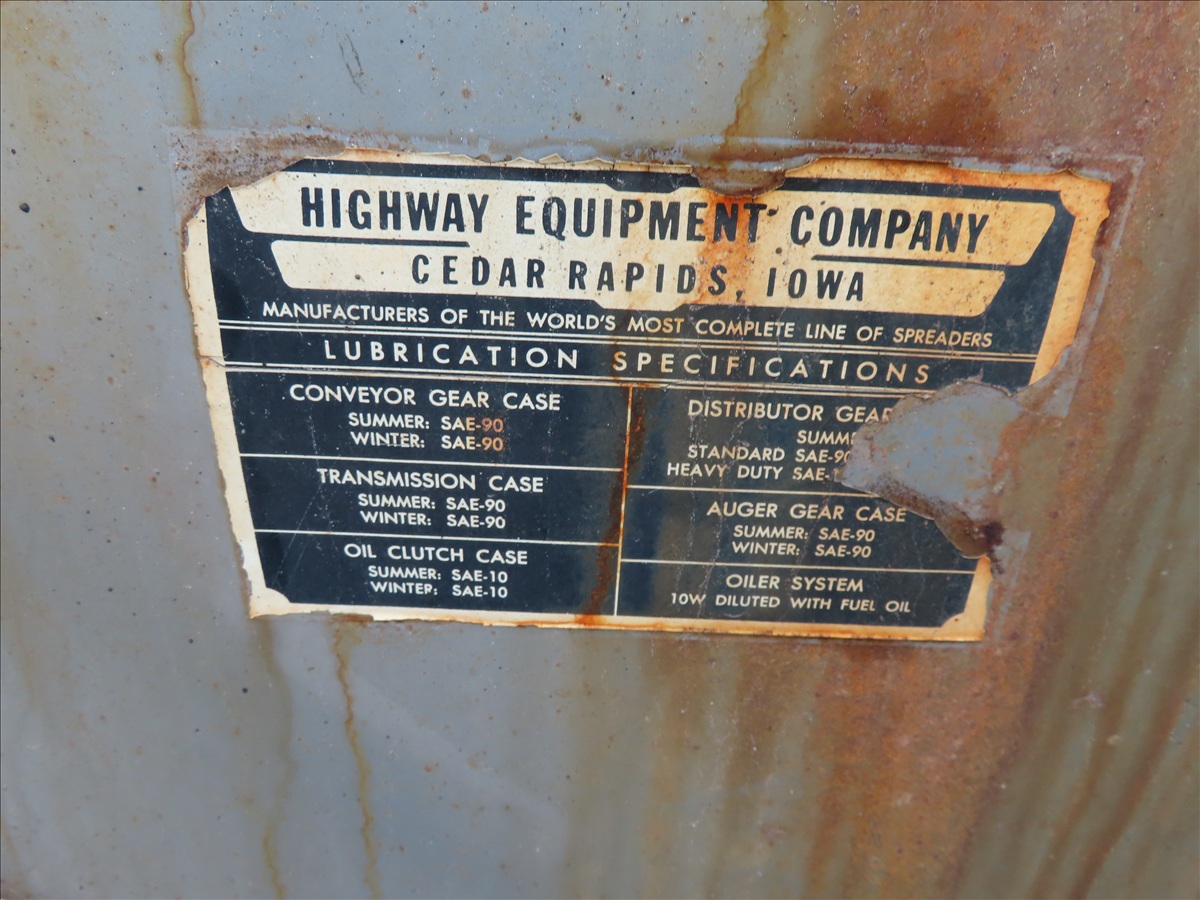 HIGHWAY EQUIPMENT COMPANY
CEDAR RAPIDS, IOWA
MANUFACTURERS OF THE WORLD'S MOST COMPLETE LINE OF SPREADERS
LUBRICATION SPECIFICATIONS
CONVEYOR GEAR CASE
SUMMER: SAE-90
WINTER: SAE-90
TRANSMISSION CASE
SUMMER: SAE-90
WINTER: SAE-90
OIL CLUTCH CASE
SUMMER: SAE-10
WINTER: SAE-10
DISTRIBUTOR GEAR
STANDARD SAE-90
HEAVY DUTY
AUGER GEAR CASE
SUMMER: SAE-90
WINTER: SAE-90
OILER SYSTEM
10W DILUTED WITH FUEL OIL